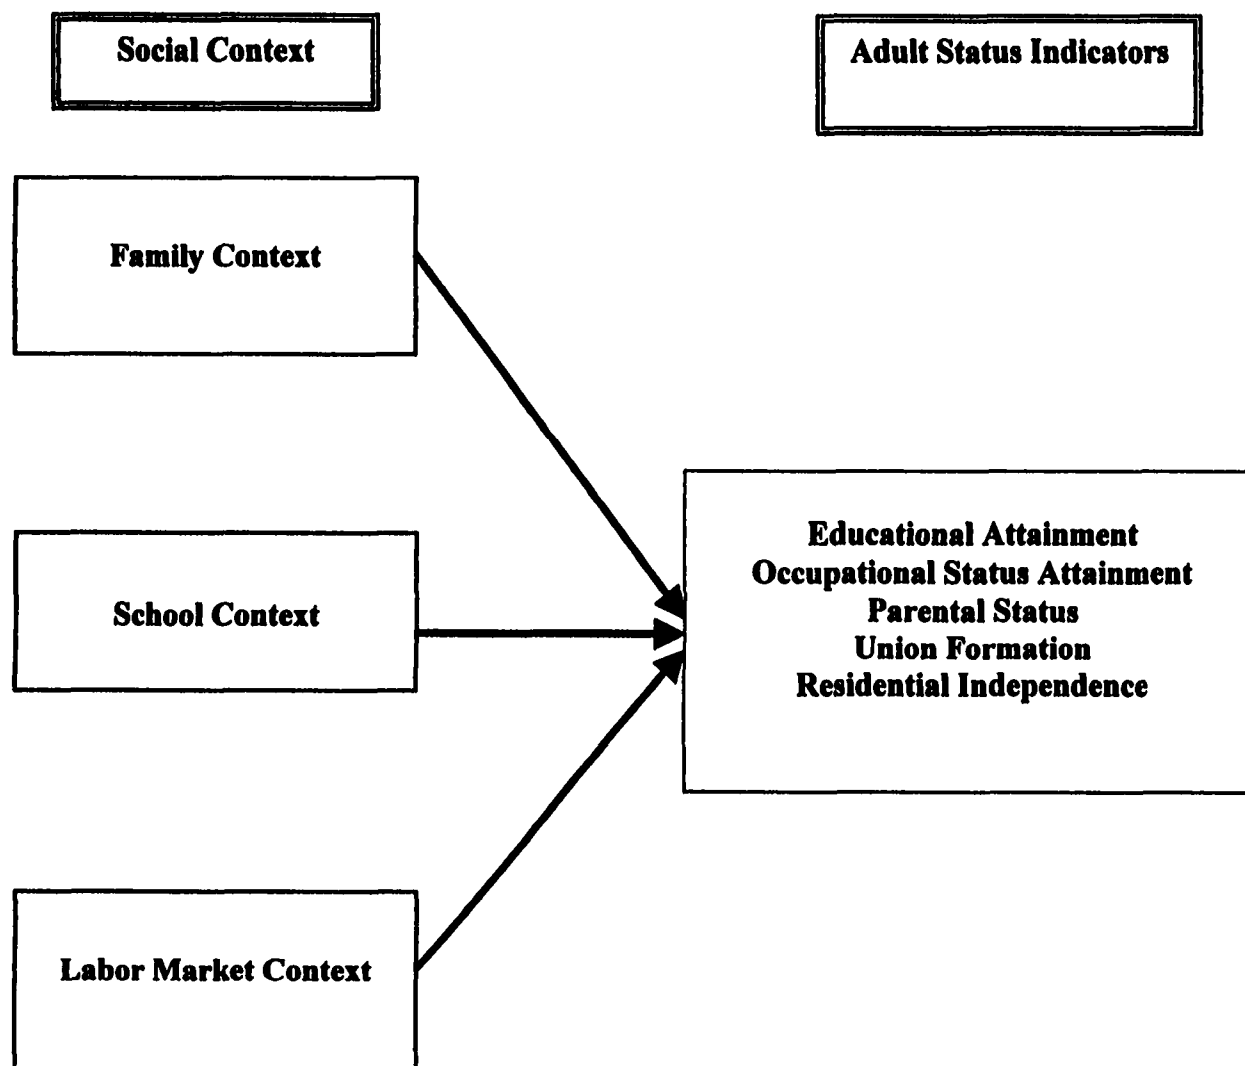 Social Context
Adult Status Indicators
Family Context
School Context
Educational Attainment
Occupational Status Attainment
Parental Status
Union Formation
Residential Independence
Labor Market Context